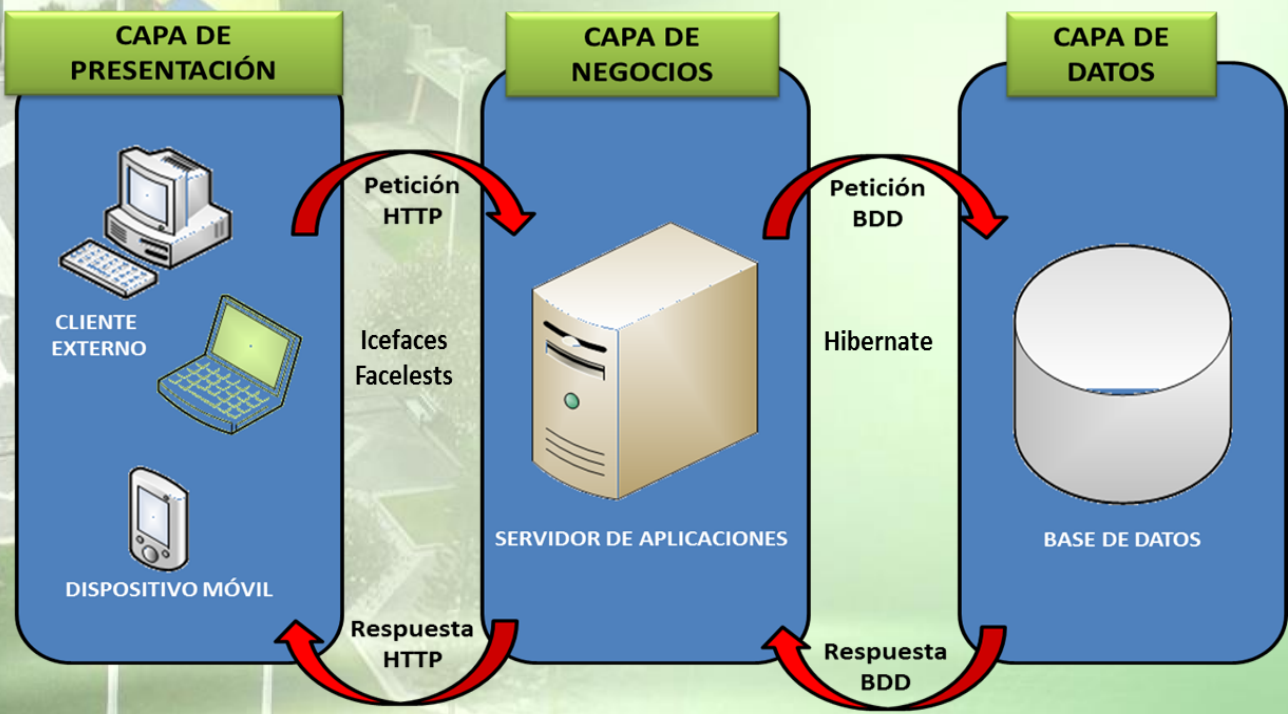 CAPA DE
PRESENTACIÓN
CLIENTE
EXTERNO
DISPOSITIVO MÓVIL
Petición
HTTP
Icefaces
Facelests
Respuesta
HTTP
CAPA DE
NEGOCIOS
SERVIDOR DE APLICACIONES
Petición
BDD
Hibernate
Respuesta
BDD
CAPA DE
DATOS
BASE DE DATOS